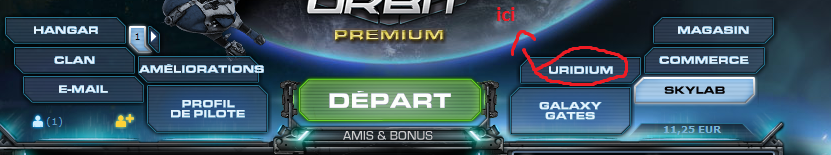 ORBIT
PREMIUM
ici
HANGAR
1
CLAN
E-MAIL
(1)
AMÉLIORATIONS
PROFIL
DE PILOTE
DÉPART
AMIS & BONUS
URIDIUM
GALAXY
GATES
MAGASIN
COMMERCE
SKYLAB
11,25 EUR